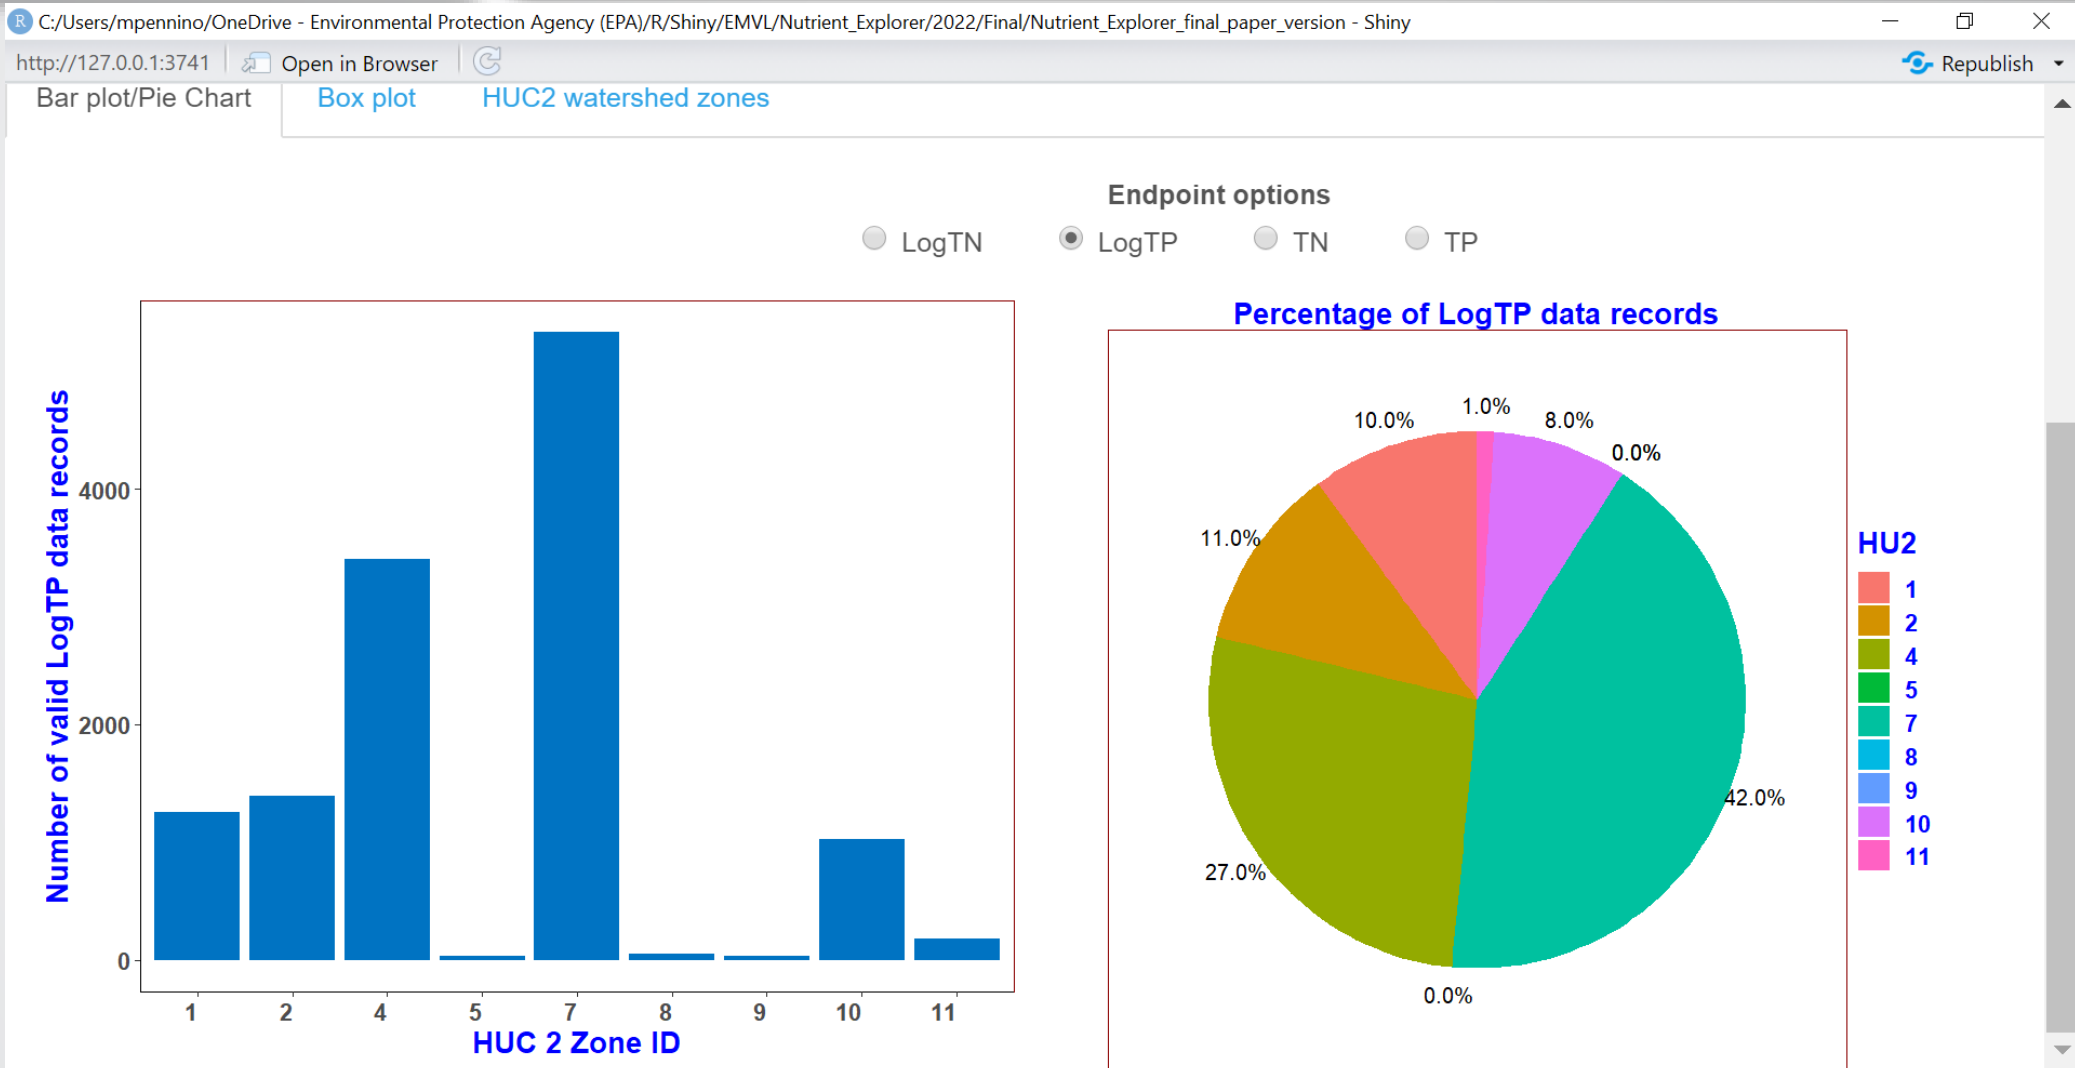 R C:/Users/mpennino/OneDrive - Environmental Protection Agency (EPA)/R/Shiny/EMVL/Nutrient_Explorer/2022/Final/Nutrient_Explorer_final_paper_version - Shiny
http://127.0.0.1:3741 Open in Browser Republish
Bar plot/Pie Chart Box plot HUC2 watershed zones
Endpoint options
LogTN LogTP TN TP
Number of valid LogTP data records
4000
2000
0
1 2 4 5 7 8 9 10 11
HUC 2 Zone ID
Percentage of LogTP data records
10.0% 1.0% 8.0%
0.0%
11.0%
42.0%
27.0%
0.0%
HU2
1
2
4
5
7
8
9
10
11